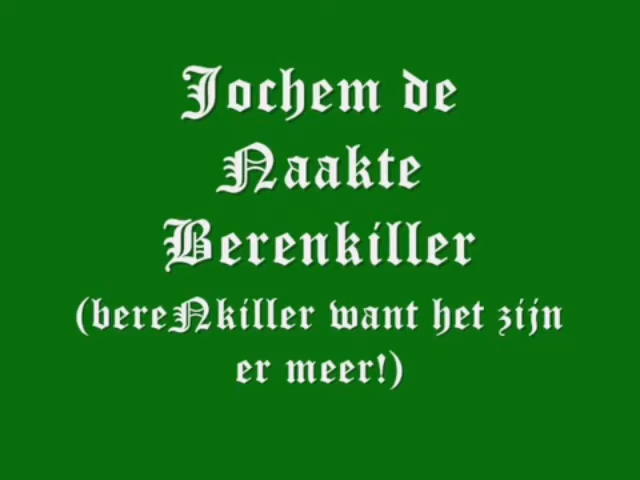 Jochem de
Naakte
Berenkiller
(bereNkiller want het zijn
er meer!)